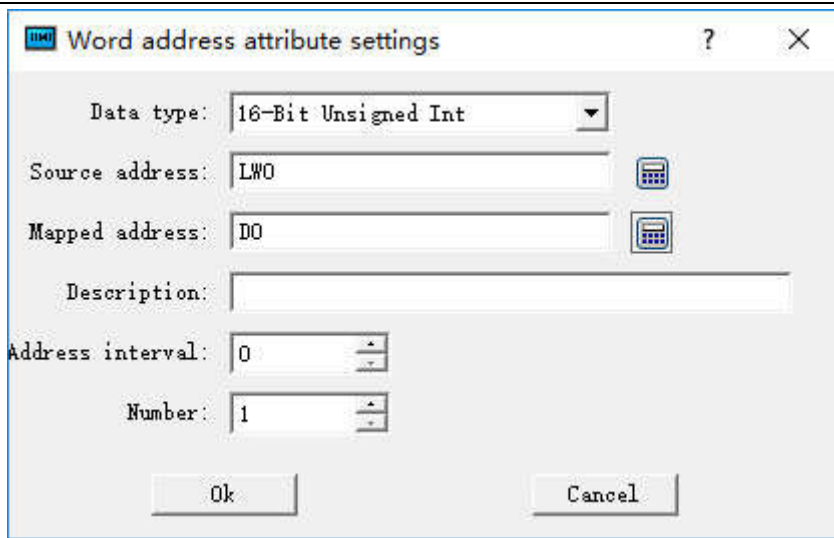 Word address attribute settings ? ×
Data type: 16-Bit Unsigned Int
Source address: LW0
Mapped address: D0
Description:
Address interval: 0
Number: 1
Ok Cancel